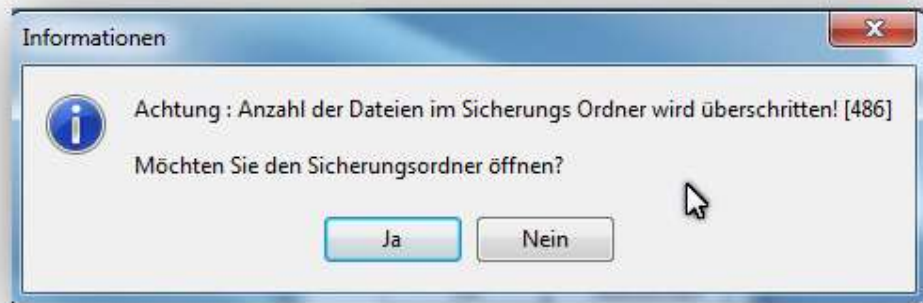 Informationen
Achtung : Anzahl der Dateien im Sicherungs Ordner wird überschritten! [486]
Möchten Sie den Sicherungsordner öffnen?
Ja
Nein